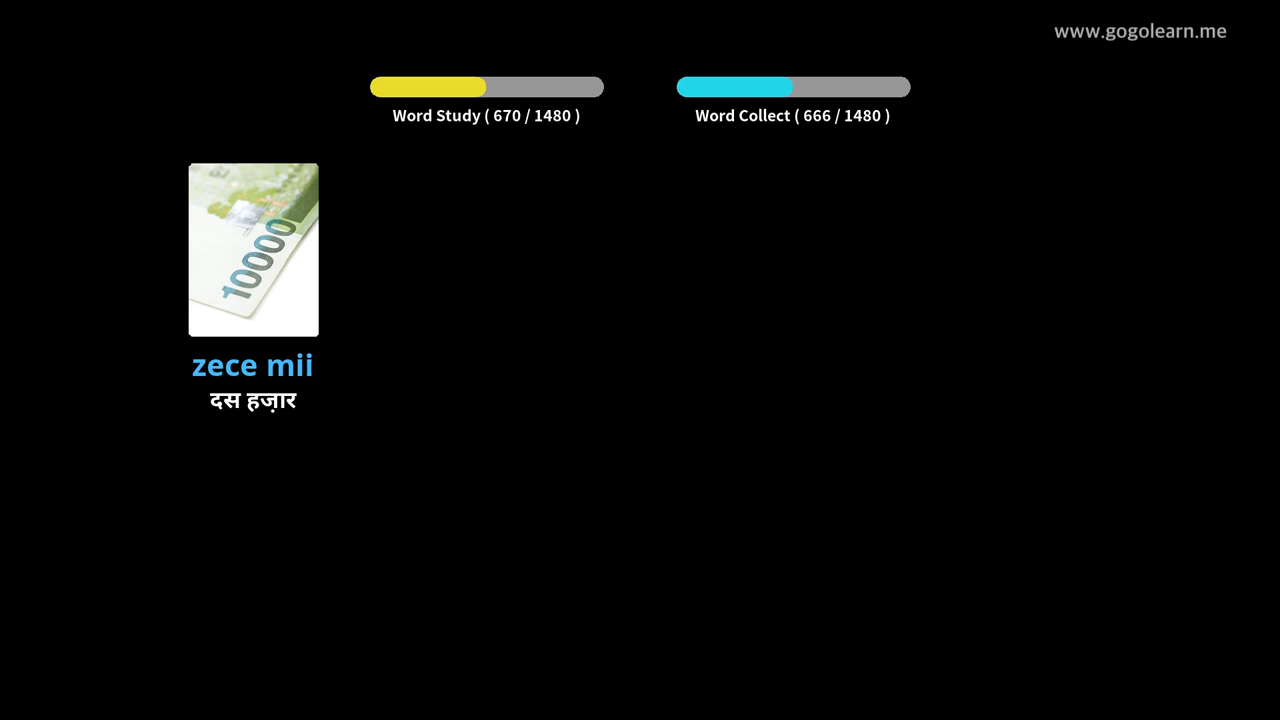 www.gogolearn.me
Word Study ( 670 / 1480 )
Word Collect ( 666 / 1480 )
10000
zece mii
दस हज़ार